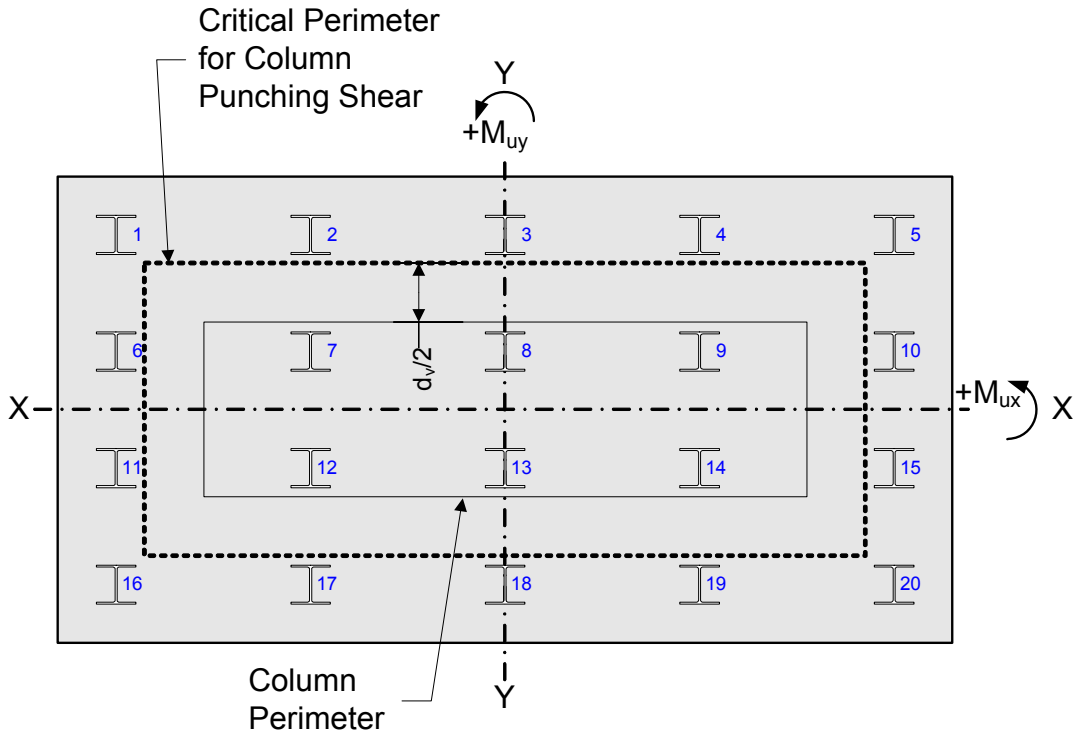 Critical Perimeter
for Column
Punching Shear
Y
+Muy
1 2 3 4 5
6 7 8 9 10
dv/2
X
+Mux
X
11 12 13 14 15
16 17 18 19 20
Column
Perimeter
Y